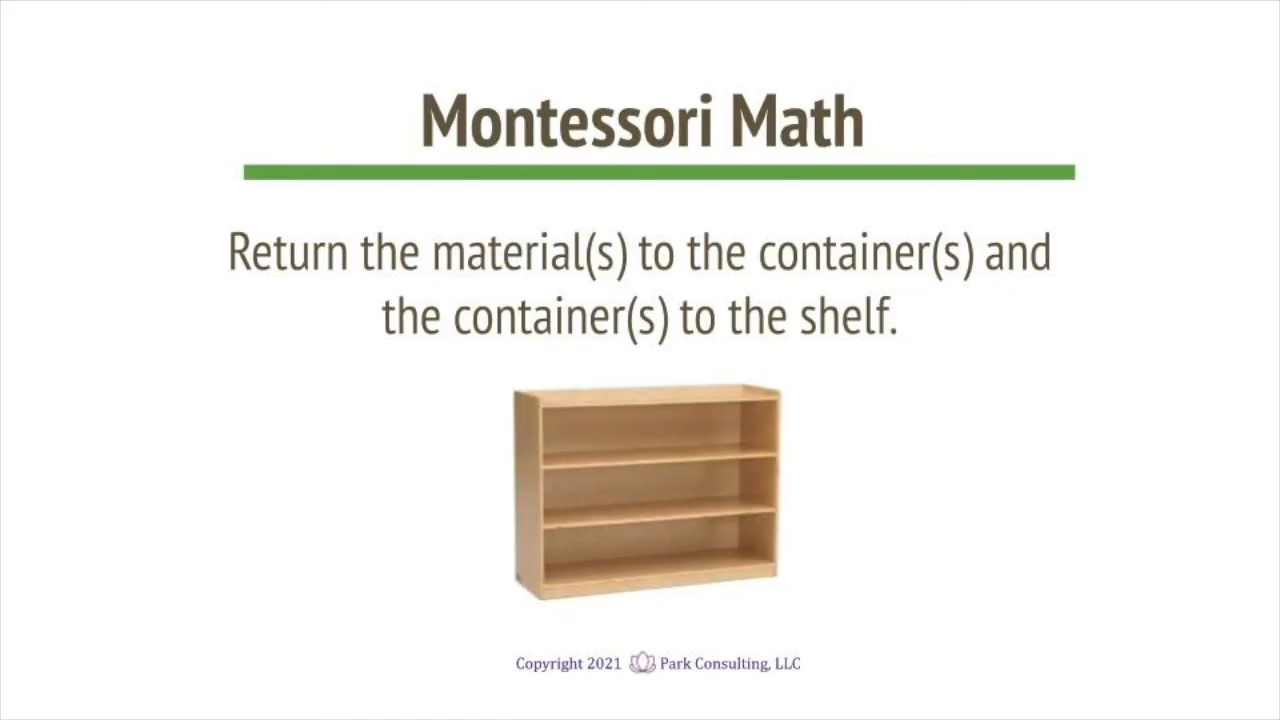 Montessori Math
Return the material(s) to the container(s) and
the container(s) to the shelf.
Copyright 2021 Park Consulting, LLC